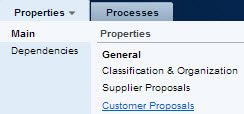 Properties Processes
Main
Dependencies
Properties
General
Classification & Organization
Supplier Proposals
Customer Proposals